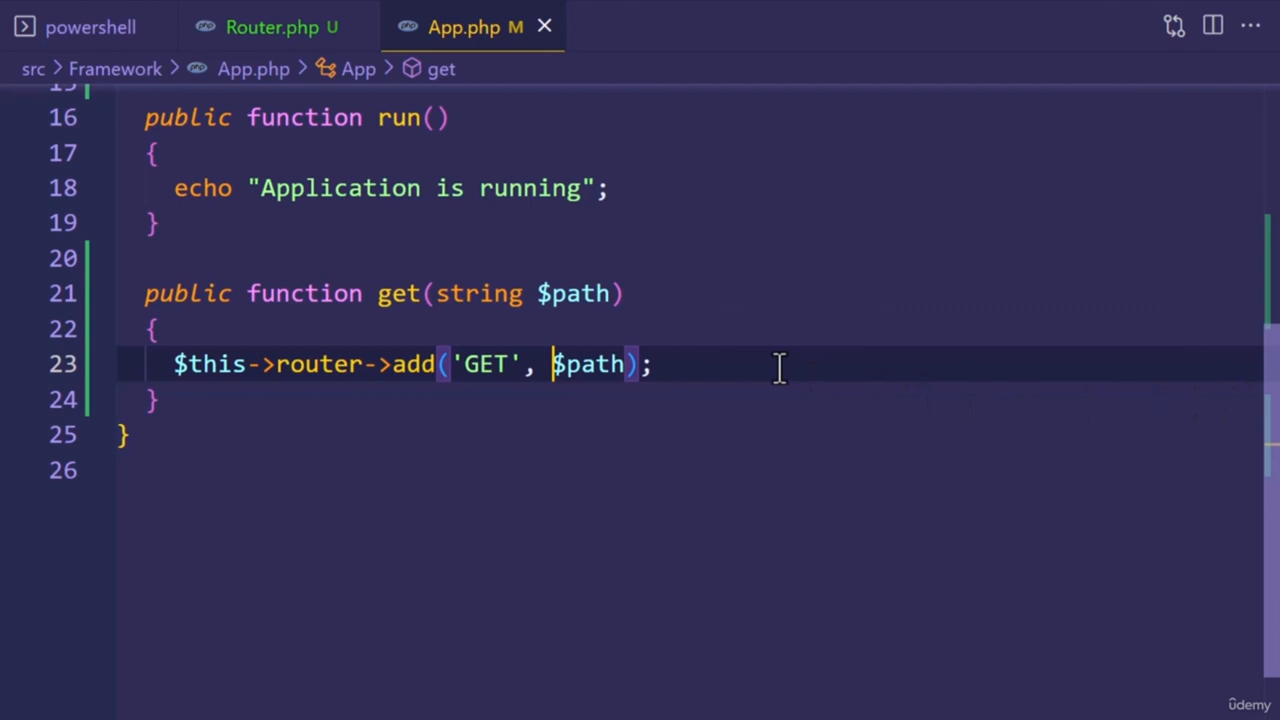 powershell Router.php U App.php M
src > Framework > App.php > App > get
15
16 public function run()
17 {
18 echo "Application is running";
19 }
20
21 public function get(string $path)
22 {
23 $this->router->add('GET', $path);
24 }
25 }
26
ûdemy